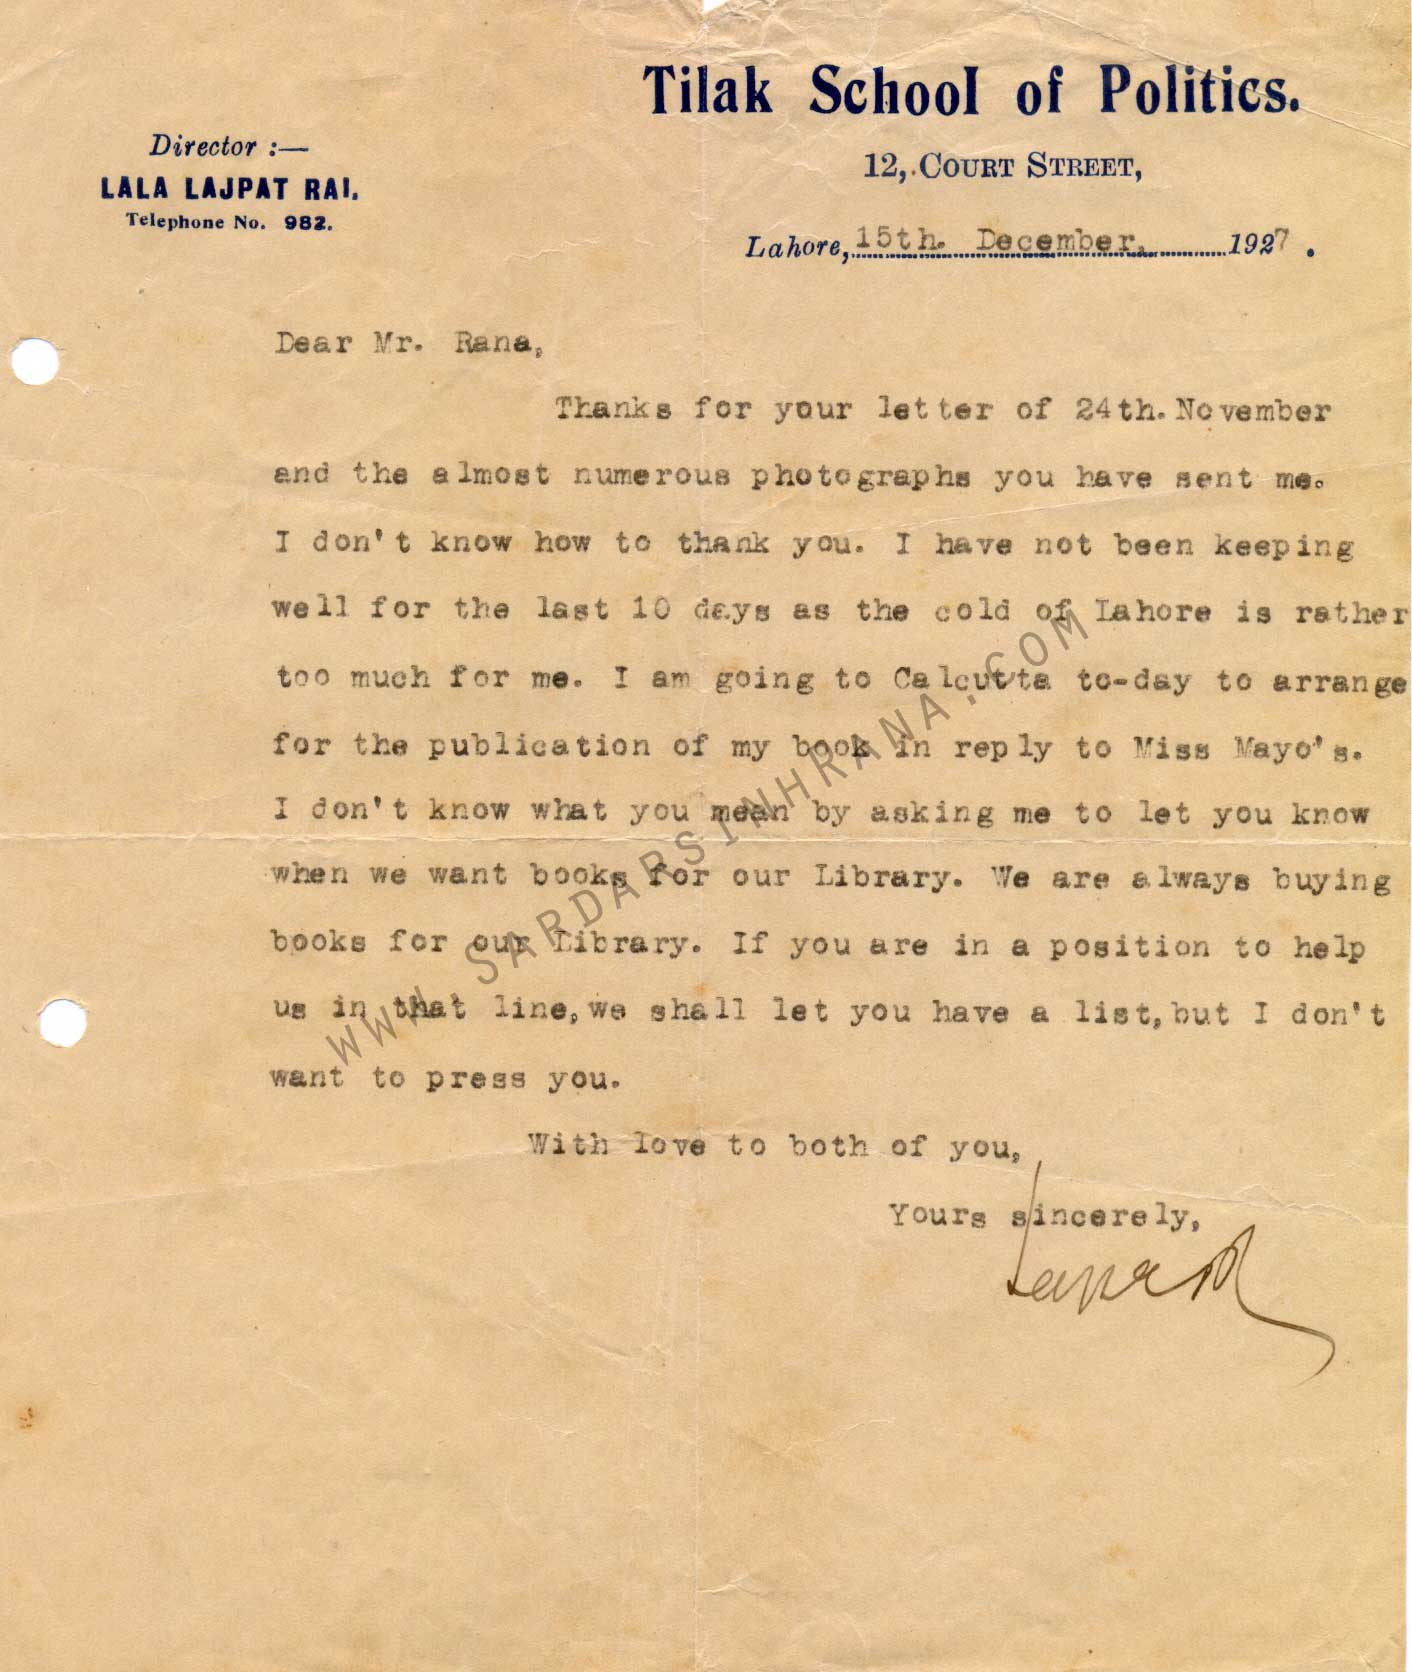 Tilak School of Politics.
12, COURT STREET,
Director :—
LALA LAJPAT RAI.
Telephone No. 982.
Lahore, 15th. December, 1927.
Dear Mr. Rana,
Thanks for your letter of 24th. November
and the almost numerous photographs you have sent me.
I don't know how to thank you. I have not been keeping
well for the last 10 days as the cold of Lahore is rather
too much for me. I am going to Calcutta to-day to arrange
for the publication of my book in reply to Miss Mayo's.
I don't know what you mean by asking me to let you know
when we want books for our Library. We are always buying
books for our Library. If you are in a position to help
us in that line, we shall let you have a list, but I don't
want to press you.
With love to both of you,
Yours sincerely,
WWW.SARDARSINHRANA.COM